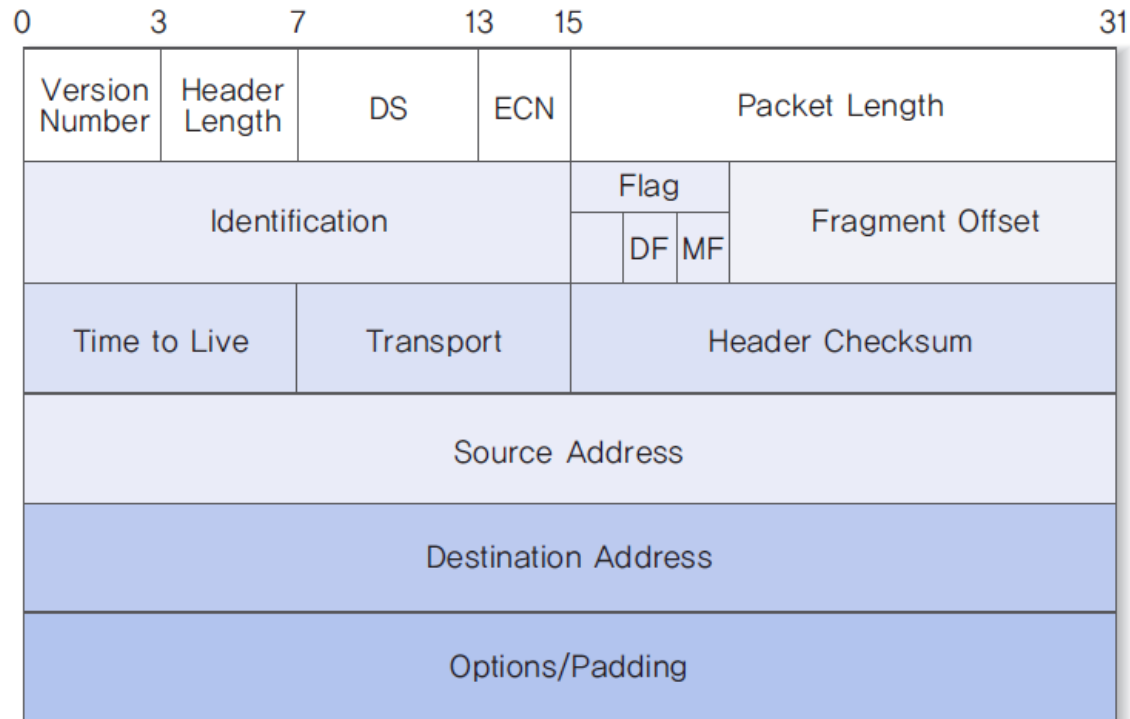 0 3 7 13 15 31
Version Number
Header Length
DS
ECN
Packet Length
Identification
Flag
DF
MF
Fragment Offset
Time to Live
Transport
Header Checksum
Source Address
Destination Address
Options/Padding